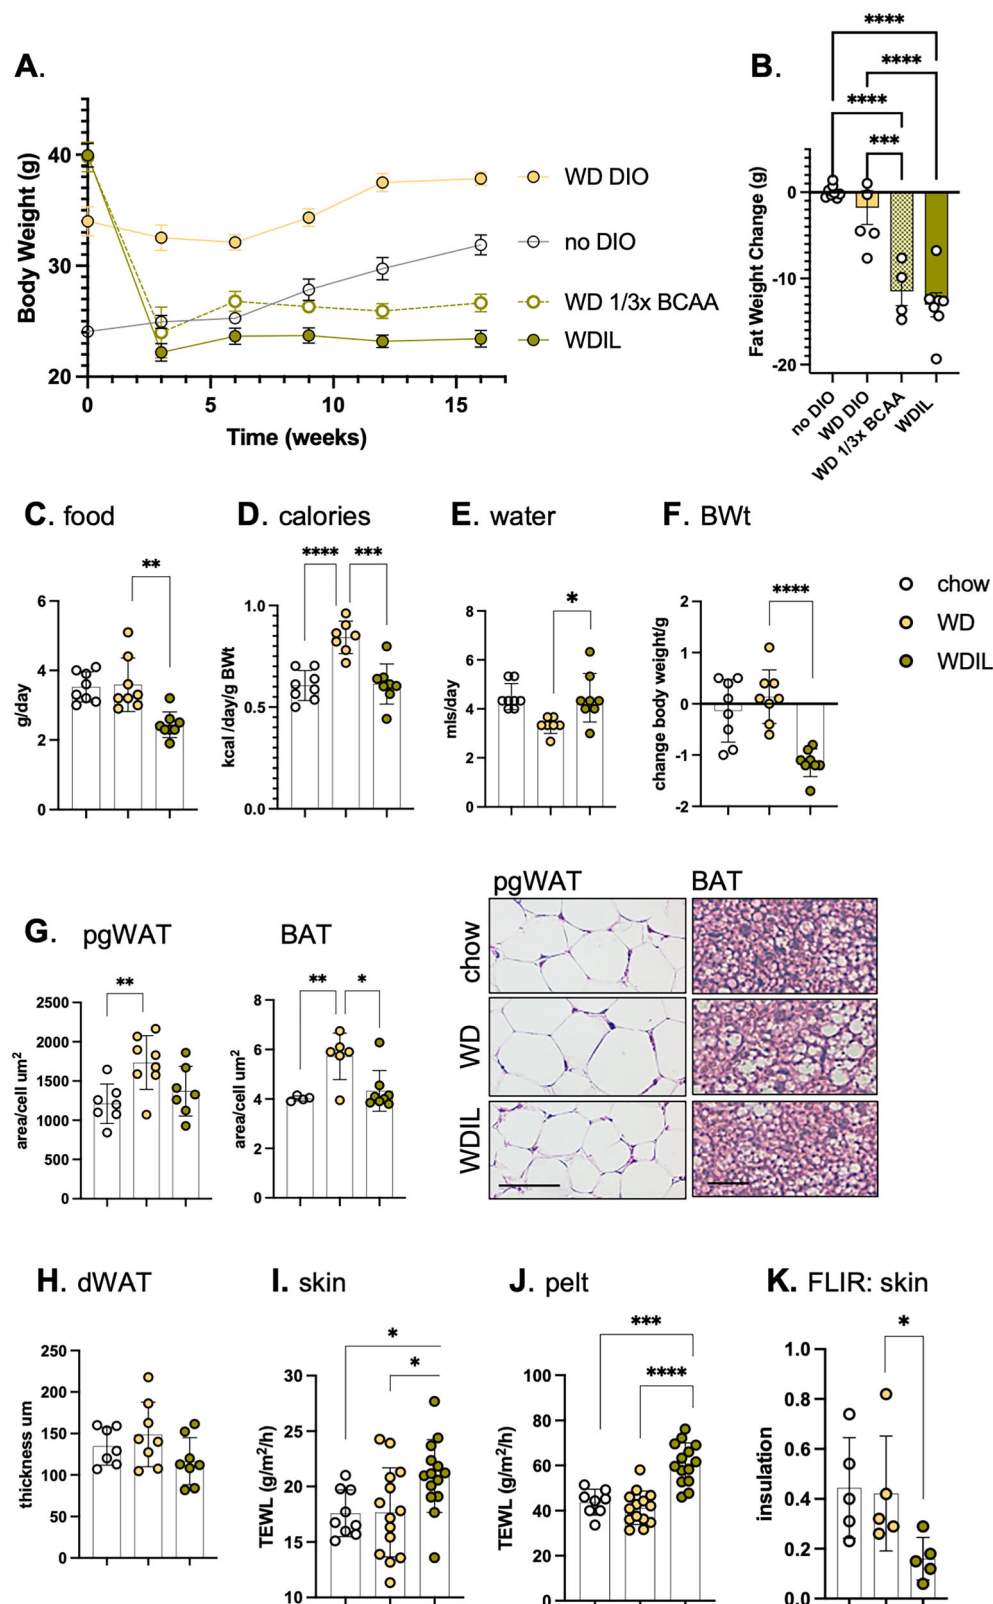 A.
Body Weight (g)
40
30
20
0
5
10
15
Time (weeks)
WD DIO
no DIO
WD 1/3x BCAA
WDIL
B.
****
****
****
***
Fat Weight Change (g)
0
-10
-20
no DIO
WD DIO
WD 1/3x BCAA
WDIL
C. food
**
g/day
6
4
2
0
D. calories
**** ***
kcal /day/g BWt
1.0
0.5
0.0
E. water
*
mls/day
8
6
4
2
0
F. BWt
****
change body weight/g
2
1
0
-1
-2
chow
WD
WDIL
G. pgWAT
**
area/cell um2
2500
2000
1500
1000
500
0
BAT
** *
area/cell um2
8
6
4
2
0
pgWAT
BAT
chow
WD
WDIL
H. dWAT
thickness um
250
200
150
100
50
0
I. skin
*
*
TEWL (g/m2/h)
30
25
20
15
10
J. pelt
***
****
TEWL (g/m2/h)
100
80
60
40
20
0
K. FLIR: skin
*
insulation
1.0
0.8
0.6
0.4
0.2
0.0